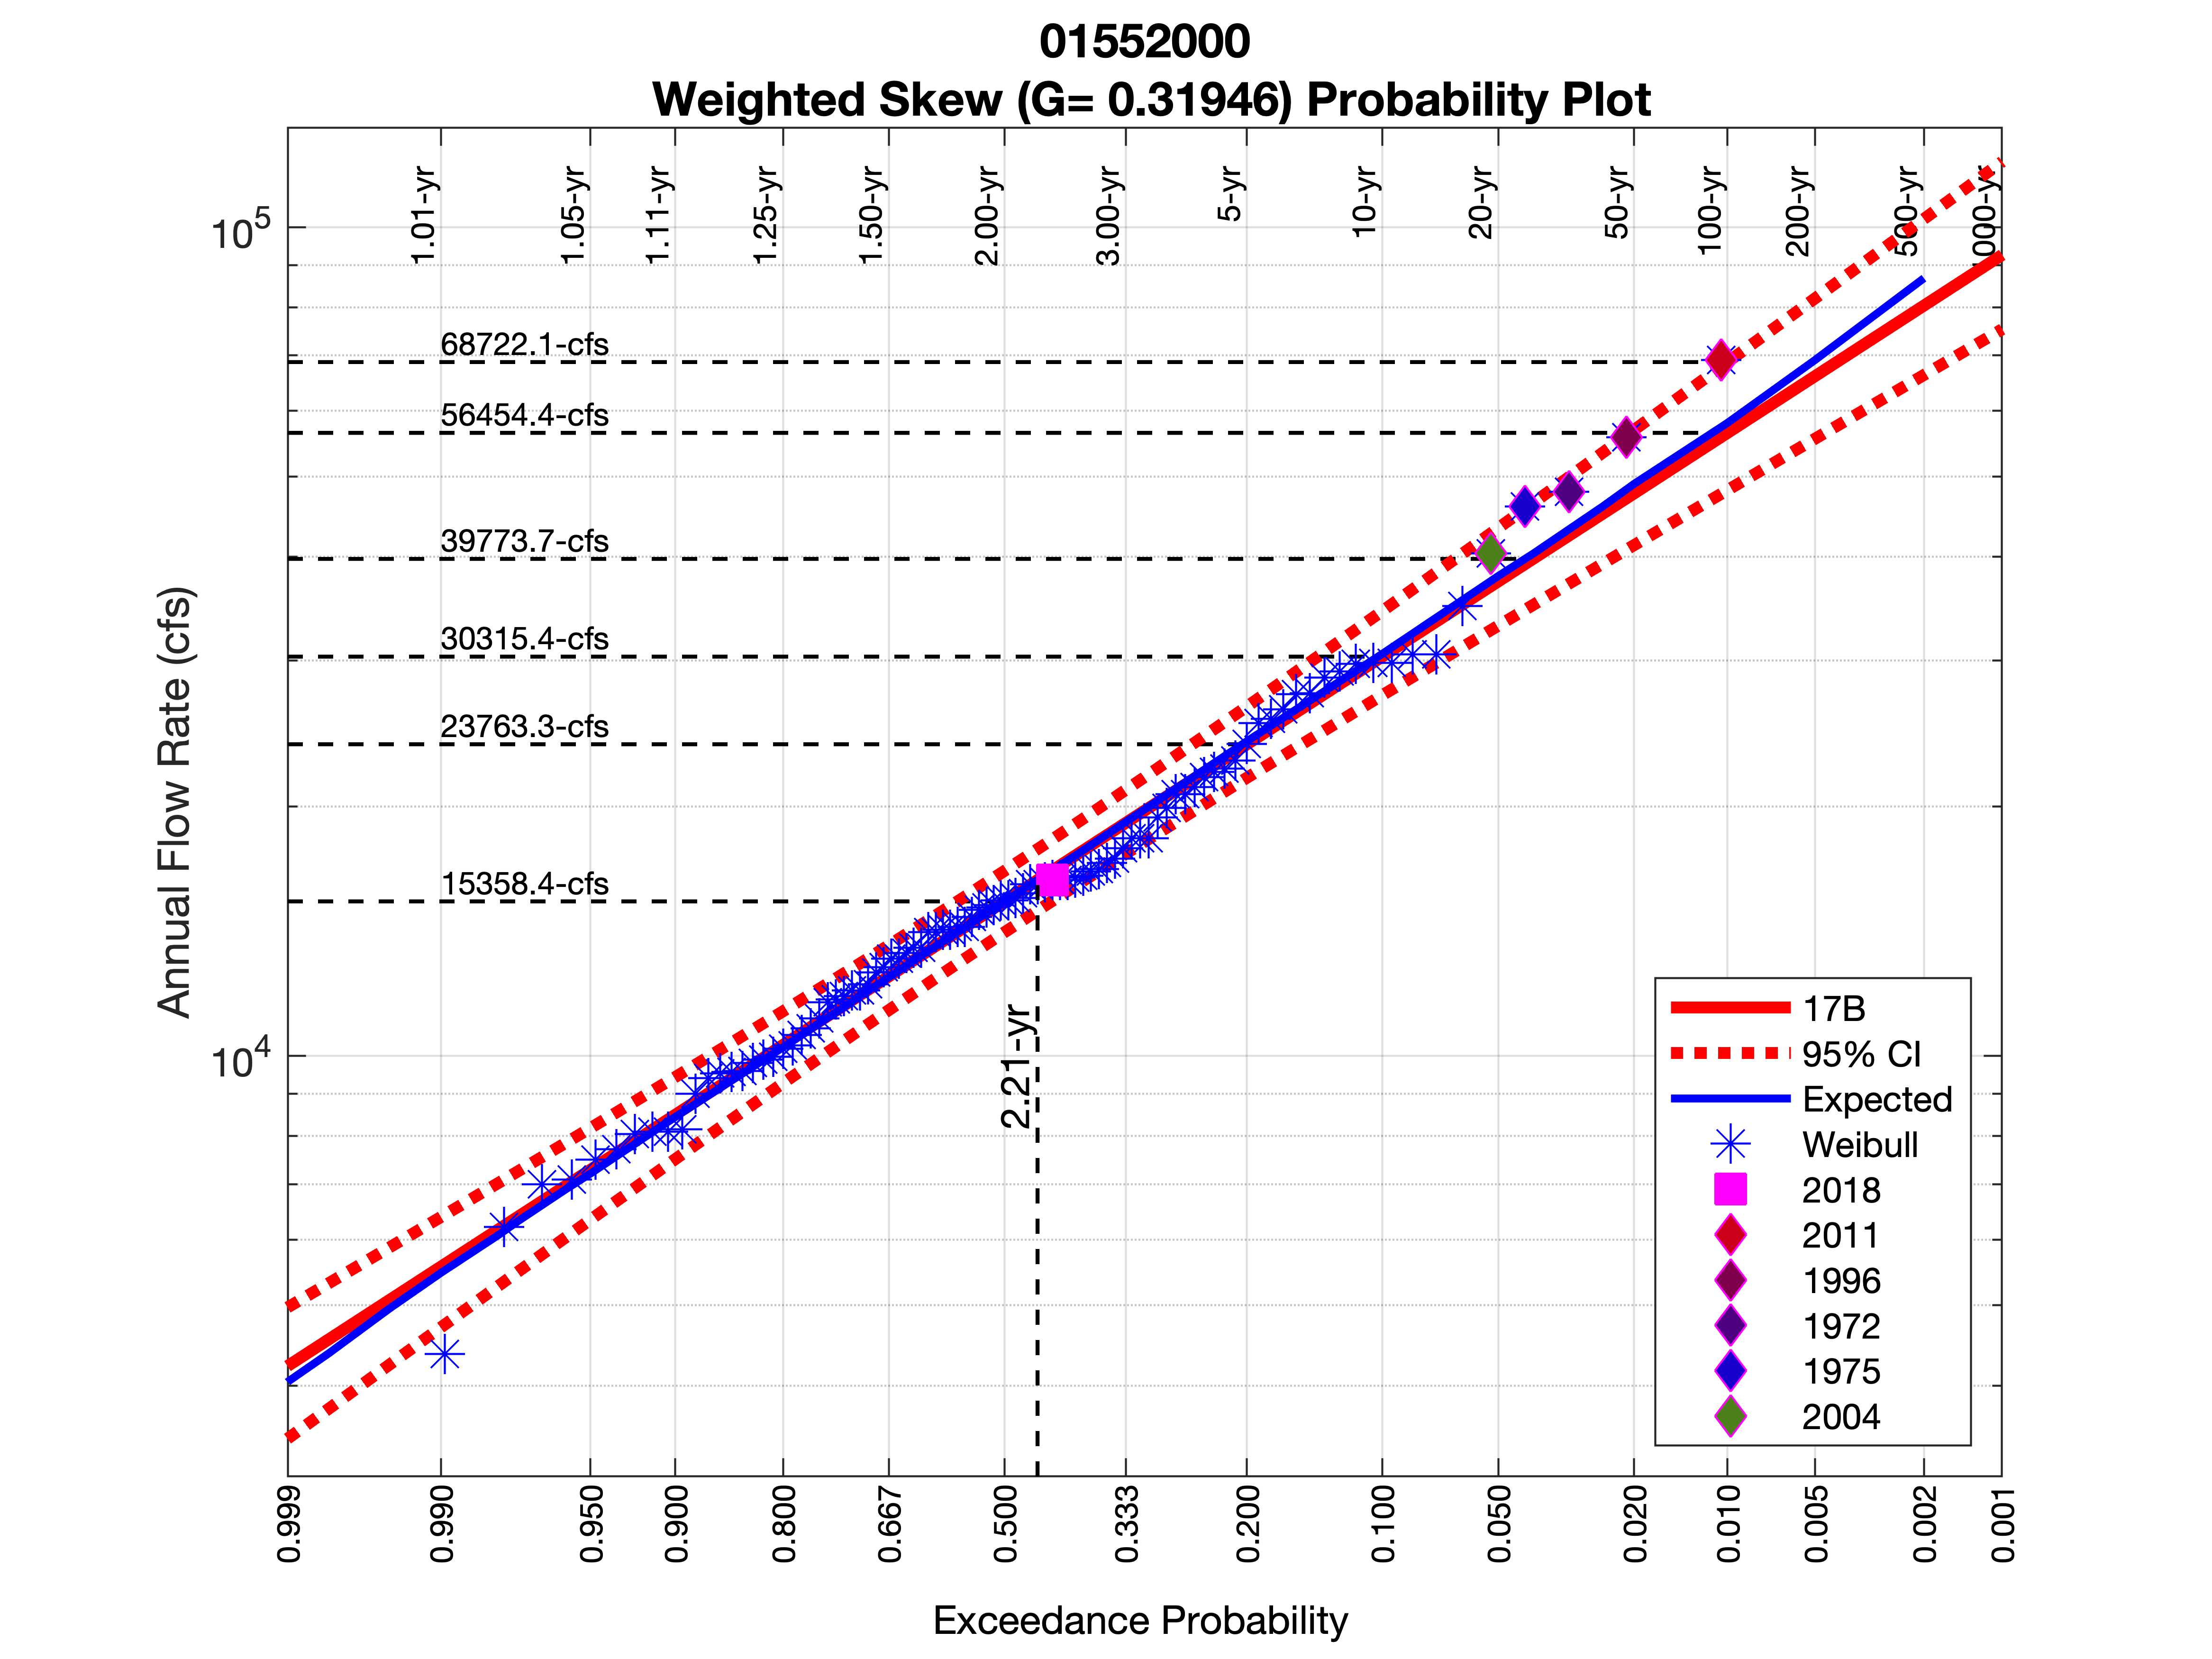 01552000
Weighted Skew (G= 0.31946) Probability Plot
1.01-yr
1.05-yr
1.11-yr
1.25-yr
1.50-yr
2.00-yr
3.00-yr
5-yr
10-yr
20-yr
50-yr
100-yr
200-yr
500-yr
000-yr
10^5
10^4
Annual Flow Rate (cfs)
68722.1-cfs
56454.4-cfs
39773.7-cfs
30315.4-cfs
23763.3-cfs
15358.4-cfs
2.21-yr
17B
95% CI
Expected
Weibull
2018
2011
1996
1972
1975
2004
0.999
0.990
0.950
0.900
0.800
0.667
0.500
0.333
0.200
0.100
0.050
0.020
0.010
0.005
0.002
0.001
Exceedance Probability